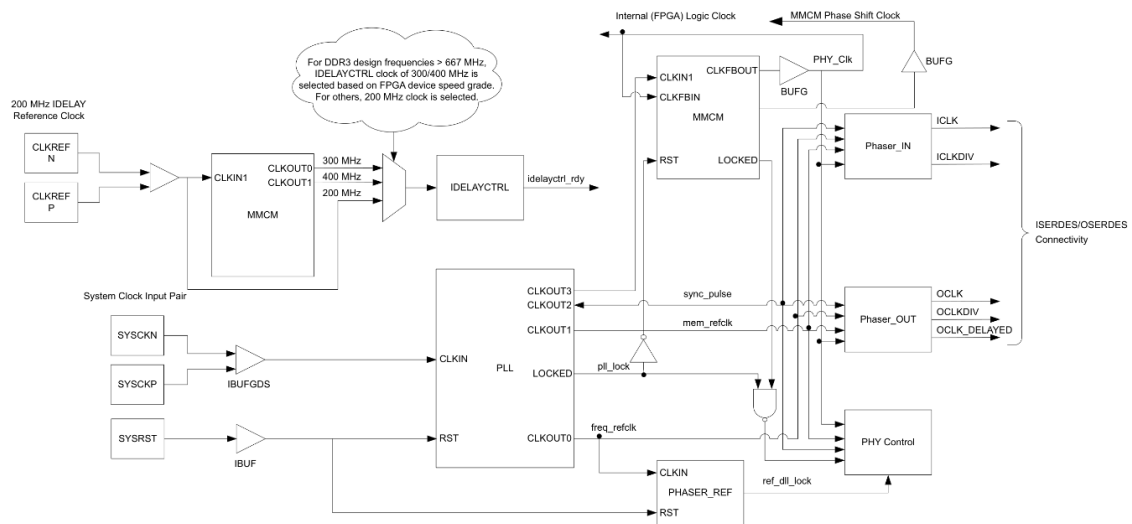 Internal (FPGA) Logic Clock
MMCM Phase Shift Clock
For DDR3 design frequencies > 667 MHz,
IDELAYCTRL clock of 300/400 MHz is
selected based on FPGA device speed grade.
For others, 200 MHz clock is selected.
CLKFBOUT
PHY_Clk
BUFG
BUFG
CLKIN1
CLKFBIN
MMCM
RST
LOCKED
200 MHz IDELAY
Reference Clock
CLKREF
N
CLKREF
P
CLKIN1
CLKOUT0
CLKOUT1
MMCM
300 MHz
400 MHz
200 MHz
IDELAYCTRL
idelayctrl_rdy
Phaser_IN
ICLK
ICLKDIV
ISERDES/OSERDES
Connectivity
System Clock Input Pair
SYSCKN
SYSCKP
IBUFGDS
SYSRST
IBUF
CLKIN
RST
PLL
CLKOUT3
CLKOUT2
CLKOUT1
LOCKED
CLKOUT0
sync_pulse
mem_refclk
pll_lock
freq_refclk
Phaser_OUT
OCLK
OCLKDIV
OCLK_DELAYED
PHY Control
CLKIN
PHASER_REF
RST
ref_dll_lock